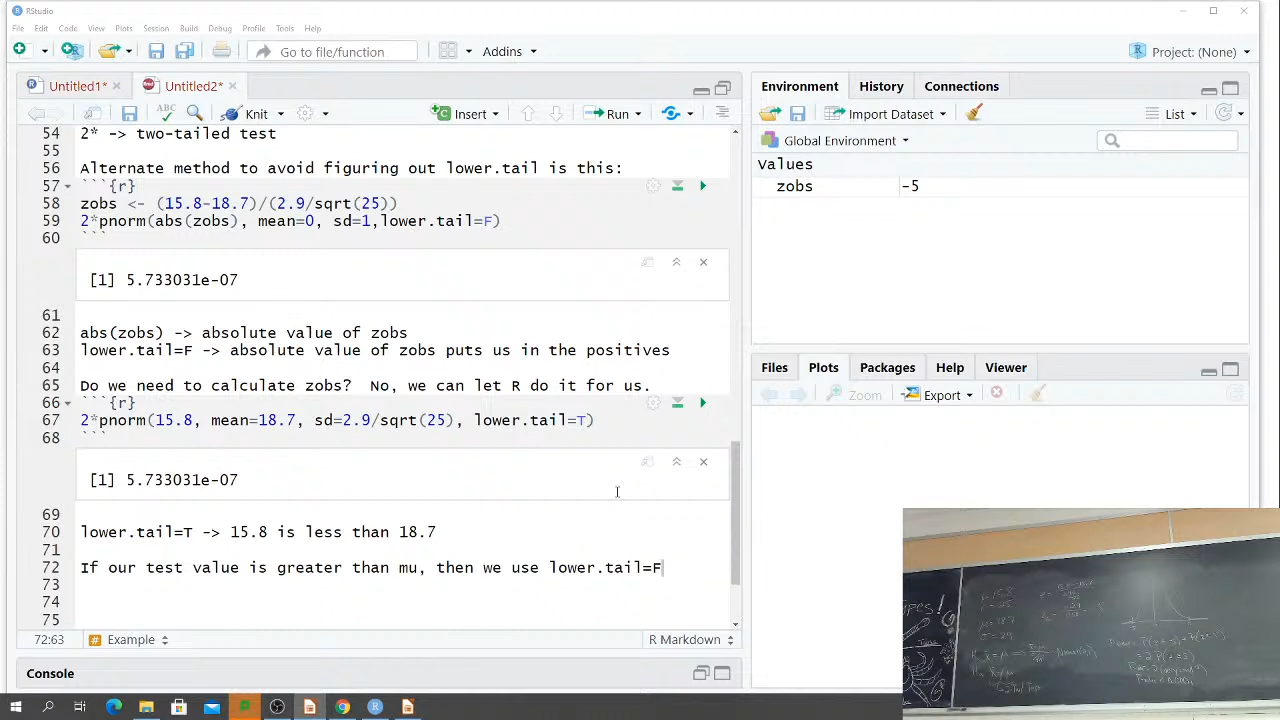 RStudio
File Edit Code View Plots Session Build Debug Profile Tools Help
Go to file/function Addins Project: (None)
Untitled1* Untitled2*
ABC Knit Insert Run
54 2* -> two-tailed test
55
56 Alternate method to avoid figuring out lower.tail is this:
57 ```{r}
58 zobs <- (15.8-18.7)/(2.9/sqrt(25))
59 2*pnorm(abs(zobs), mean=0, sd=1,lower.tail=F)
60 ```
[1] 5.733031e-07
61
62 abs(zobs) -> absolute value of zobs
63 lower.tail=F -> absolute value of zobs puts us in the positives
64
65 Do we need to calculate zobs?  No, we can let R do it for us.
66 ```{r}
67 2*pnorm(15.8, mean=18.7, sd=2.9/sqrt(25), lower.tail=T)
68 ```
[1] 5.733031e-07
69
70 lower.tail=T -> 15.8 is less than 18.7
71
72 If our test value is greater than mu, then we use lower.tail=F
73
74
75
72:63 Example R Markdown
Console
Environment History Connections
Import Dataset List
Global Environment
Values
zobs -5
Files Plots Packages Help Viewer
Zoom Export